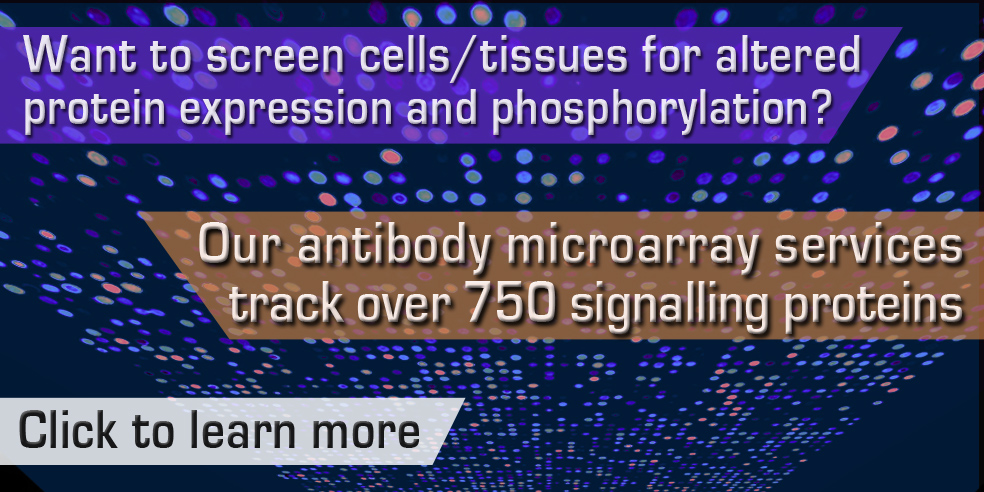 Want to screen cells/tissues for altered
protein expression and phosphorylation?
Our antibody microarray services
track over 750 signalling proteins
Click to learn more